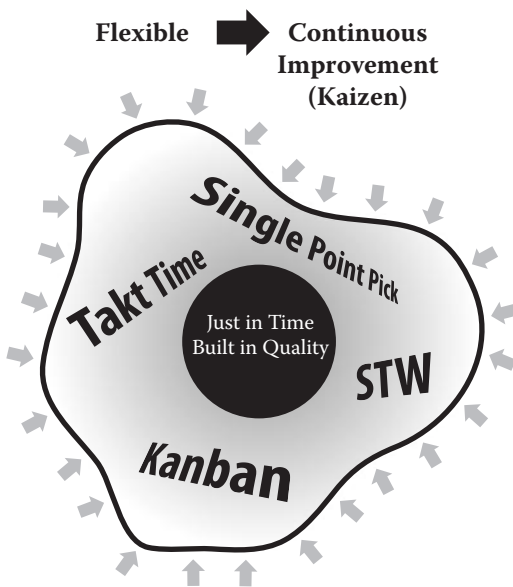 Flexible
Continuous
Improvement
(Kaizen)
Single Point Pick
Takt Time
Just in Time
Built in Quality
STW
Kanban